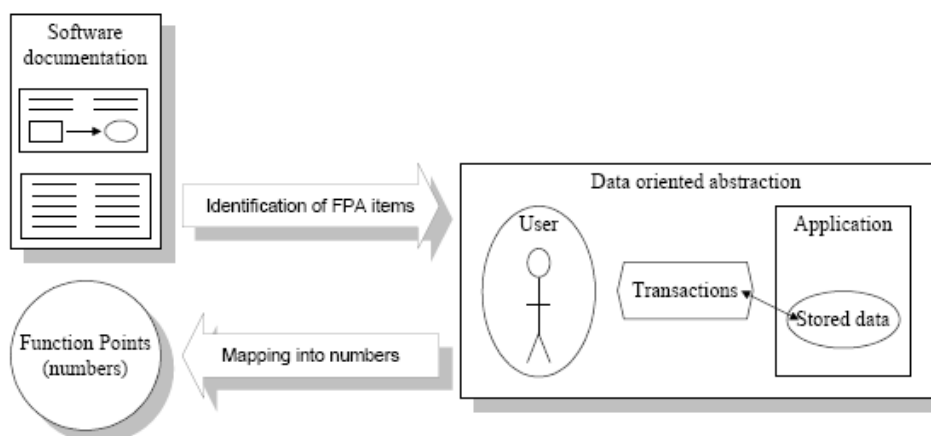 Software
documentation
Identification of FPA items
Data oriented abstraction
User
Application
Transactions
Stored data
Function Points
(numbers)
Mapping into numbers